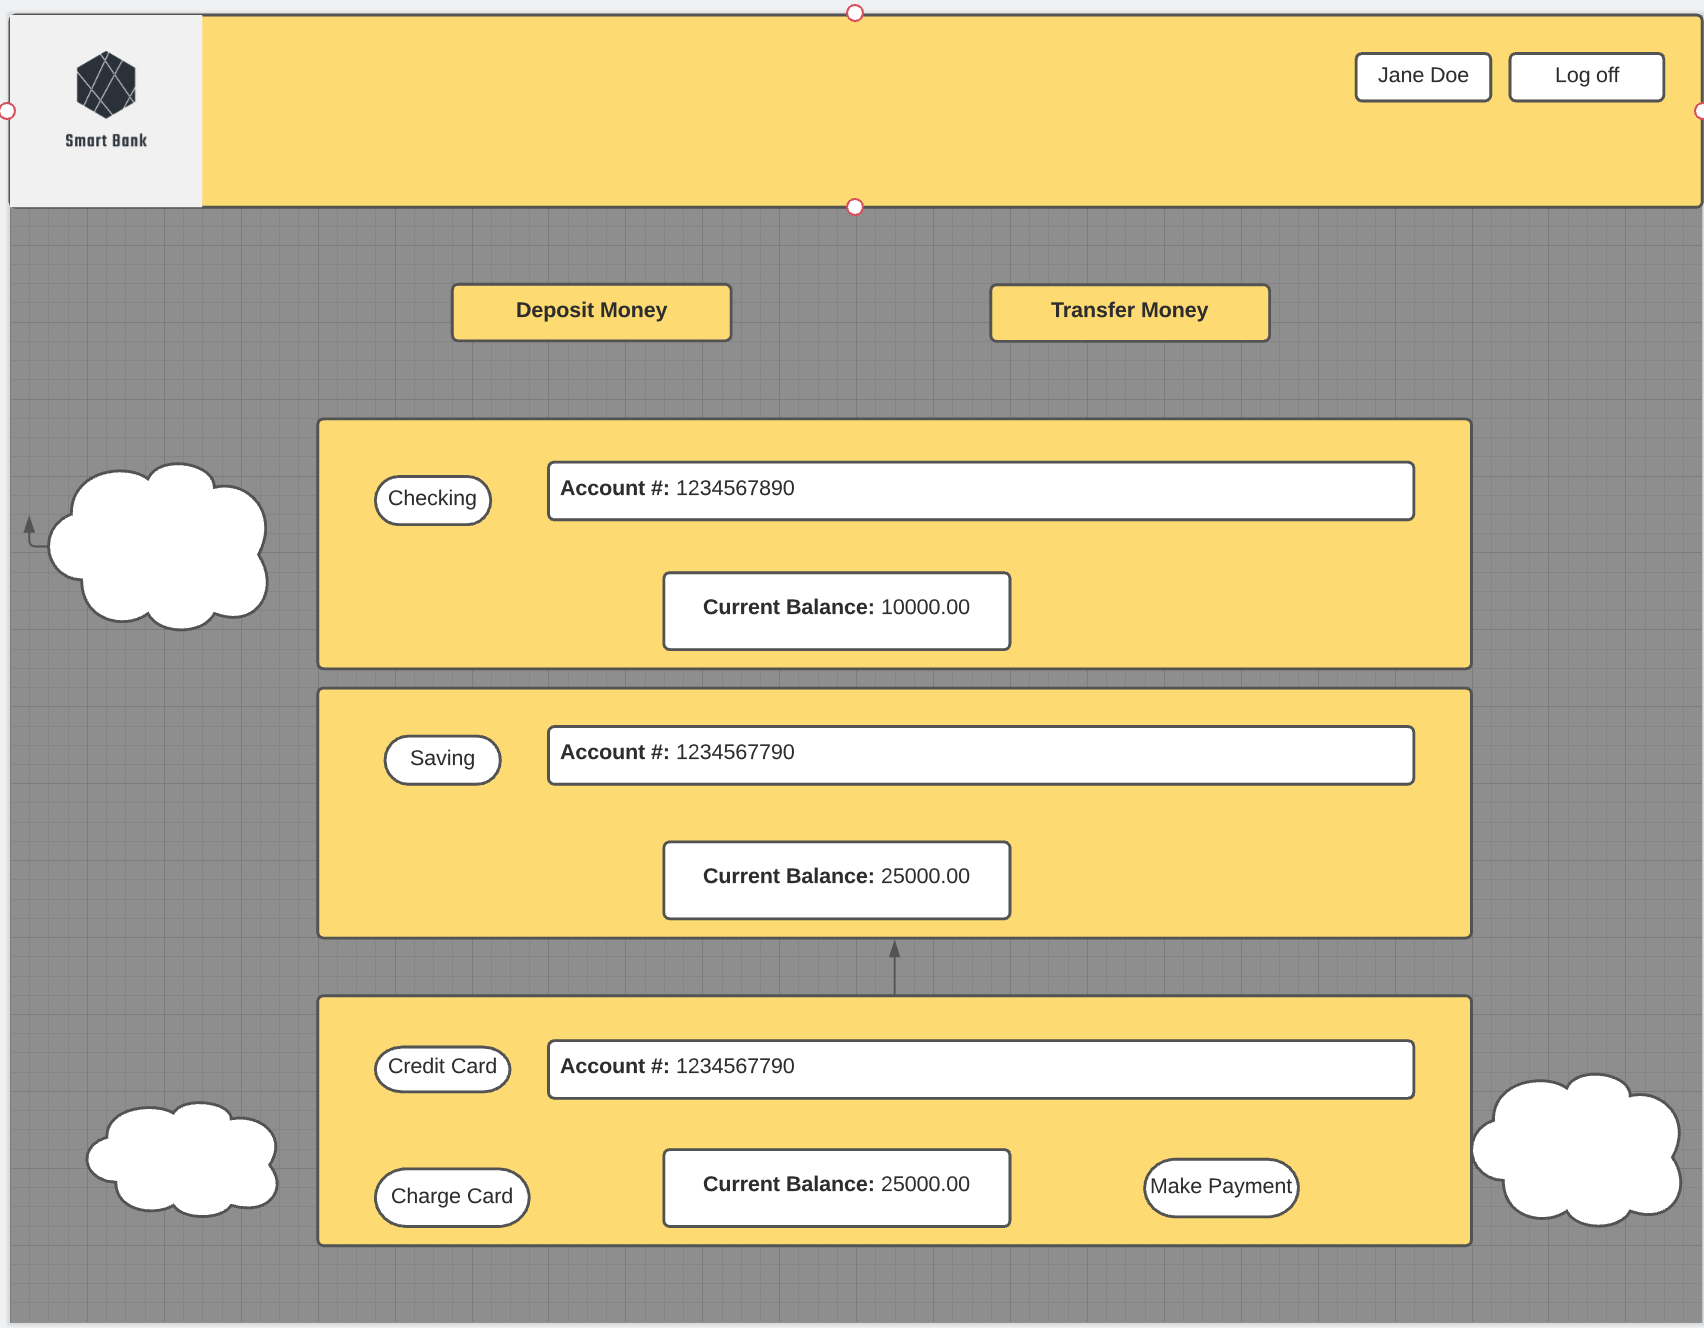 Smart Bank
Jane Doe
Log off
Deposit Money
Transfer Money
Checking
Account #: 1234567890
Current Balance: 10000.00
Saving
Account #: 1234567790
Current Balance: 25000.00
Credit Card
Account #: 1234567790
Charge Card
Current Balance: 25000.00
Make Payment